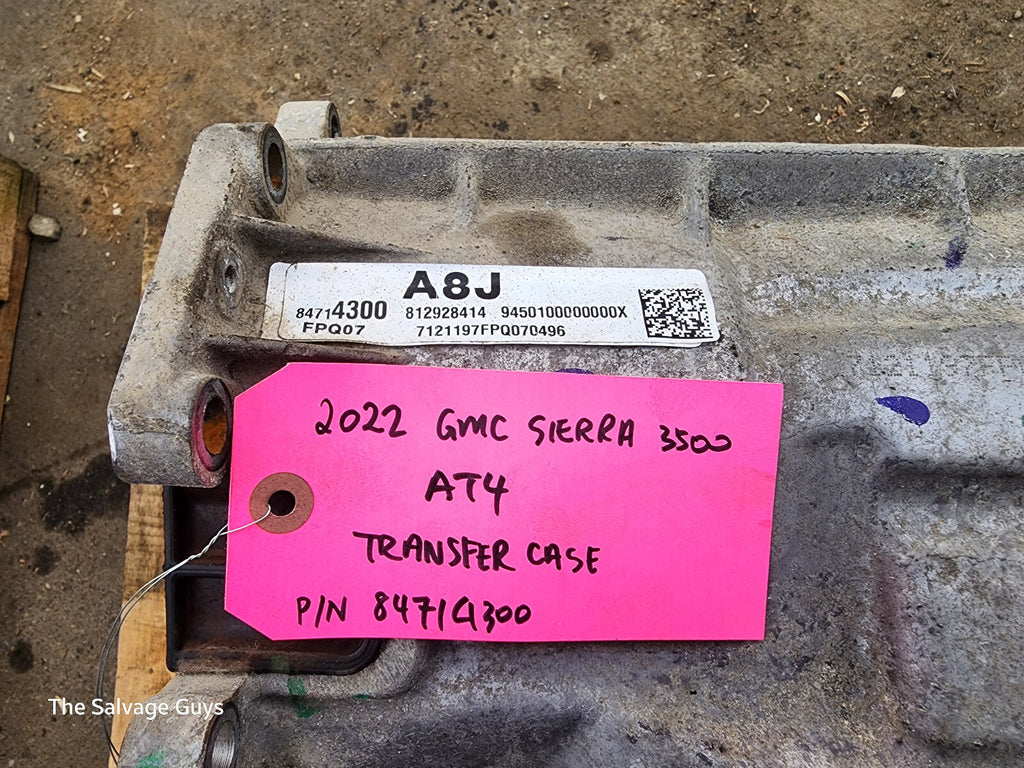 A8J
84714300 812928414 9450100000000X
FPQ07 7121197FPQ070496
2022 GMC SIERRA 3500
AT4
TRANSFER CASE
P/N 84714300
The Salvage Guys